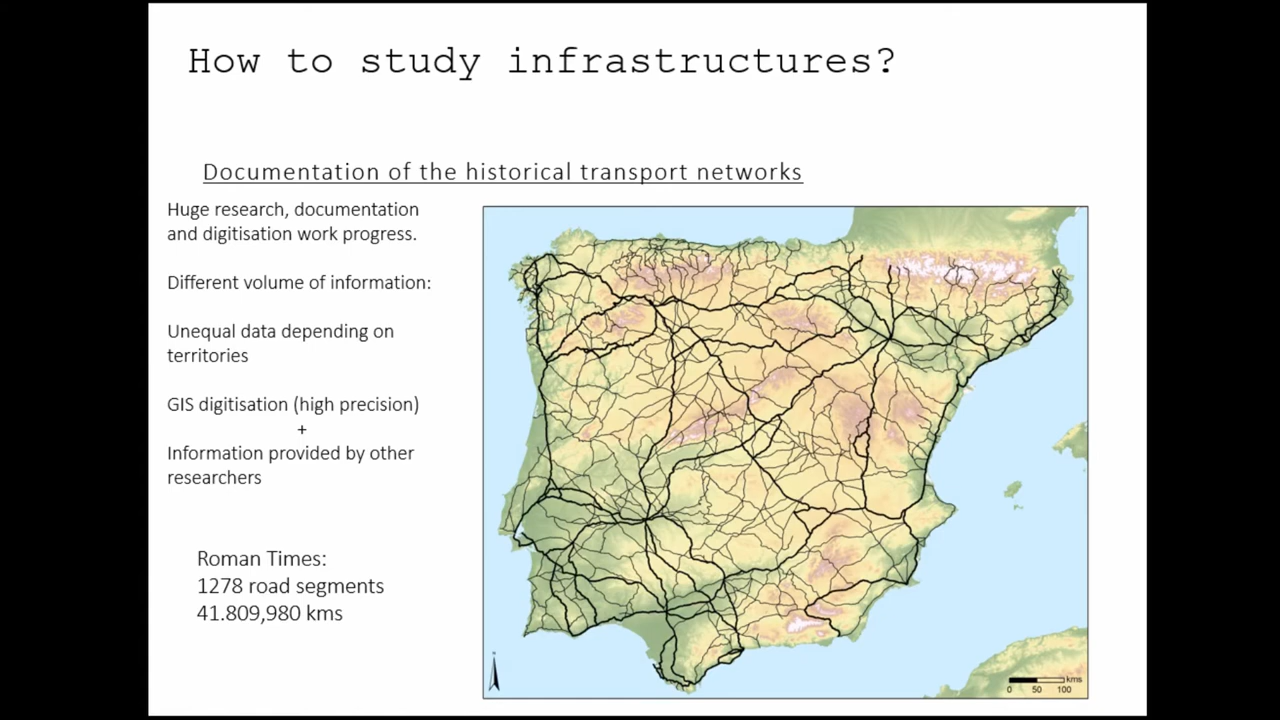 How to study infrastructures?
Documentation of the historical transport networks
Huge research, documentation
and digitisation work progress.
Different volume of information:
Unequal data depending on
territories
GIS digitisation (high precision)
+
Information provided by other
researchers
Roman Times:
1278 road segments
41.809,980 kms
kms
0 50 100